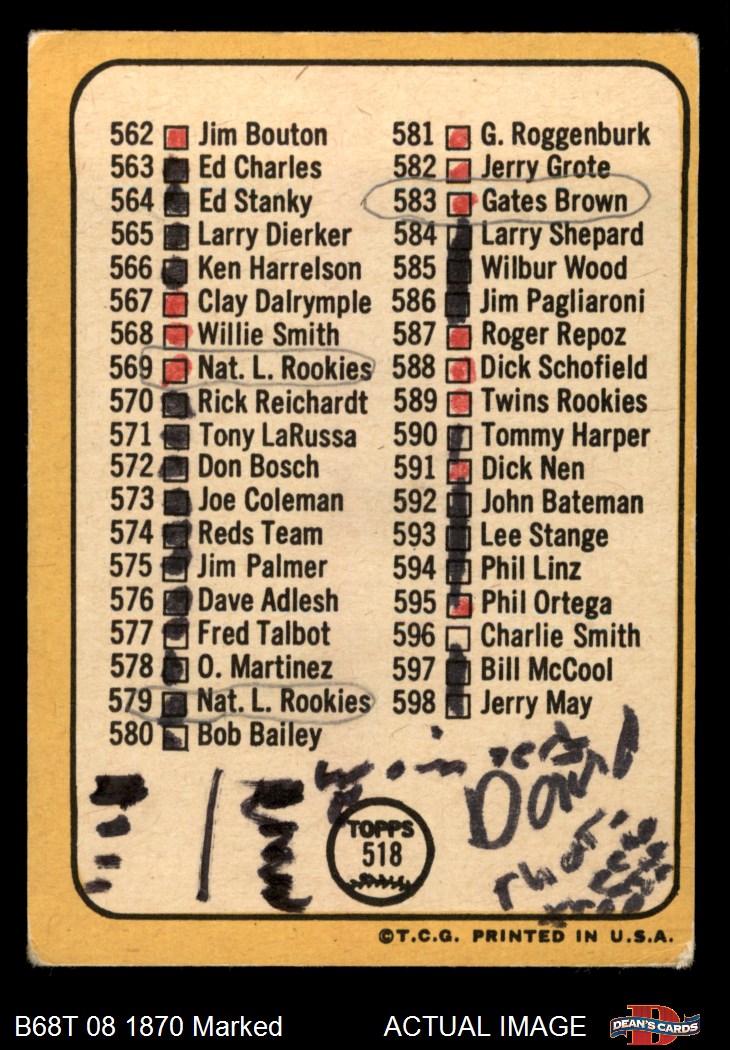 562 Jim Bouton
563 Ed Charles
564 Ed Stanky
565 Larry Dierker
566 Ken Harrelson
567 Clay Dalrymple
568 Willie Smith
569 Nat. L. Rookies
570 Rick Reichardt
571 Tony LaRussa
572 Don Bosch
573 Joe Coleman
574 Reds Team
575 Jim Palmer
576 Dave Adlesh
577 Fred Talbot
578 O. Martinez
579 Nat. L. Rookies
580 Bob Bailey
581 G. Roggenburk
582 Jerry Grote
583 Gates Brown
584 Larry Shepard
585 Wilbur Wood
586 Jim Pagliaroni
587 Roger Repoz
588 Dick Schofield
589 Twins Rookies
590 Tommy Harper
591 Dick Nen
592 John Bateman
593 Lee Stange
594 Phil Linz
595 Phil Ortega
596 Charlie Smith
597 Bill McCool
598 Jerry May
TOPPS
518
©T.C.G. PRINTED IN U.S.A.
B68T 08 1870 Marked ACTUAL IMAGE
DEAN'S CARDS